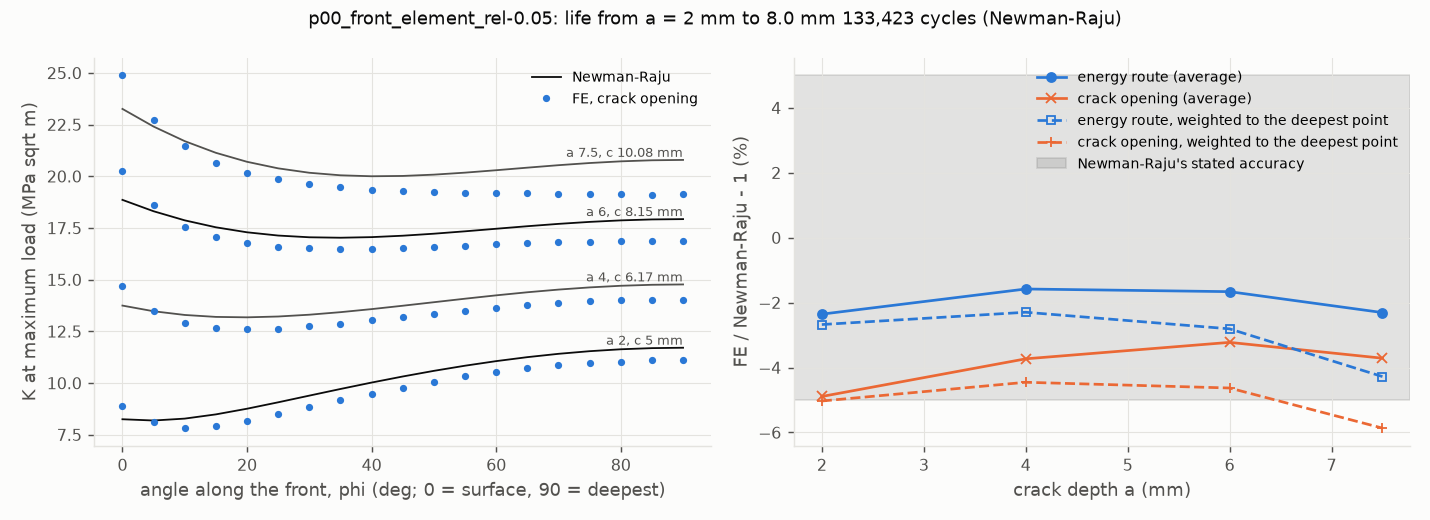 p00_front_element_rel-0.05: life from a = 2 mm to 8.0 mm 133,423 cycles (Newman-Raju)
K at maximum load (MPa sqrt m)
25.0
22.5
20.0
17.5
15.0
12.5
10.0
7.5
Newman-Raju
FE, crack opening
a 7.5, c 10.08 mm
a 6, c 8.15 mm
a 4, c 6.17 mm
a 2, c 5 mm
0
20
40
60
80
angle along the front, phi (deg; 0 = surface, 90 = deepest)
FE / Newman-Raju - 1 (%)
4
2
0
−2
−4
−6
energy route (average)
crack opening (average)
energy route, weighted to the deepest point
crack opening, weighted to the deepest point
Newman-Raju's stated accuracy
2
3
4
5
6
7
crack depth a (mm)